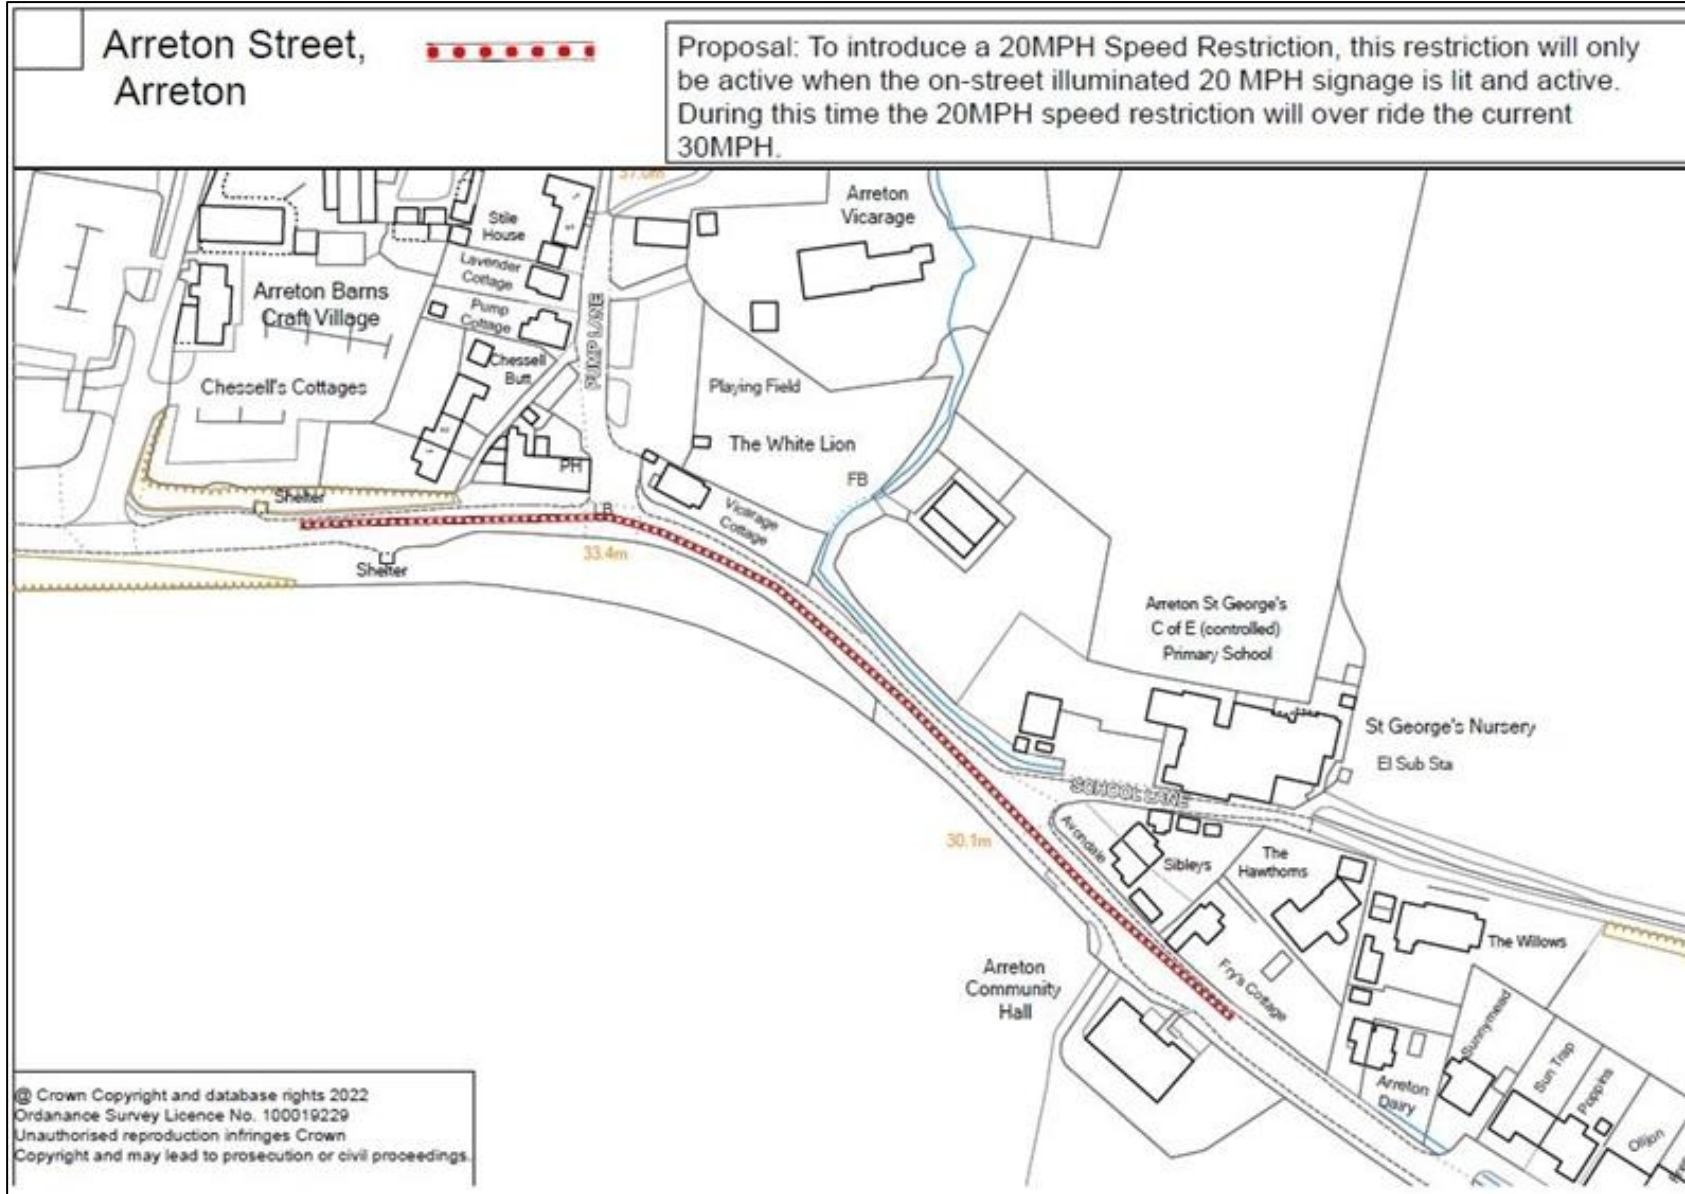 Arreton Street,
Arreton
Proposal: To introduce a 20MPH Speed Restriction, this restriction will only
be active when the on-street illuminated 20 MPH signage is lit and active.
During this time the 20MPH speed restriction will over ride the current
30MPH.
37.0m
Stile
House
Arreton
Vicarage
Lavender
Cottage
Arreton Barns
Craft Village
Pump
Cottage
PUMP LANE
Chessell
Butt
Chessell's Cottages
Playing Field
The White Lion
PH
FB
Shelter
LB
Vicarage
Cottage
33.4m
Shelter
Arreton St George's
C of E (controlled)
Primary School
St George's Nursery
El Sub Sta
SCHOOL LANE
Avondale
30.1m
Sibleys
The
Hawthorns
The Willows
Arreton
Community
Hall
Fry's Cottage
Sunnymead
Sun Trap
Poppins
Arreton
Dairy
Olijon
@ Crown Copyright and database rights 2022
Ordanance Survey Licence No. 100019229
Unauthorised reproduction infringes Crown
Copyright and may lead to prosecution or civil proceedings.